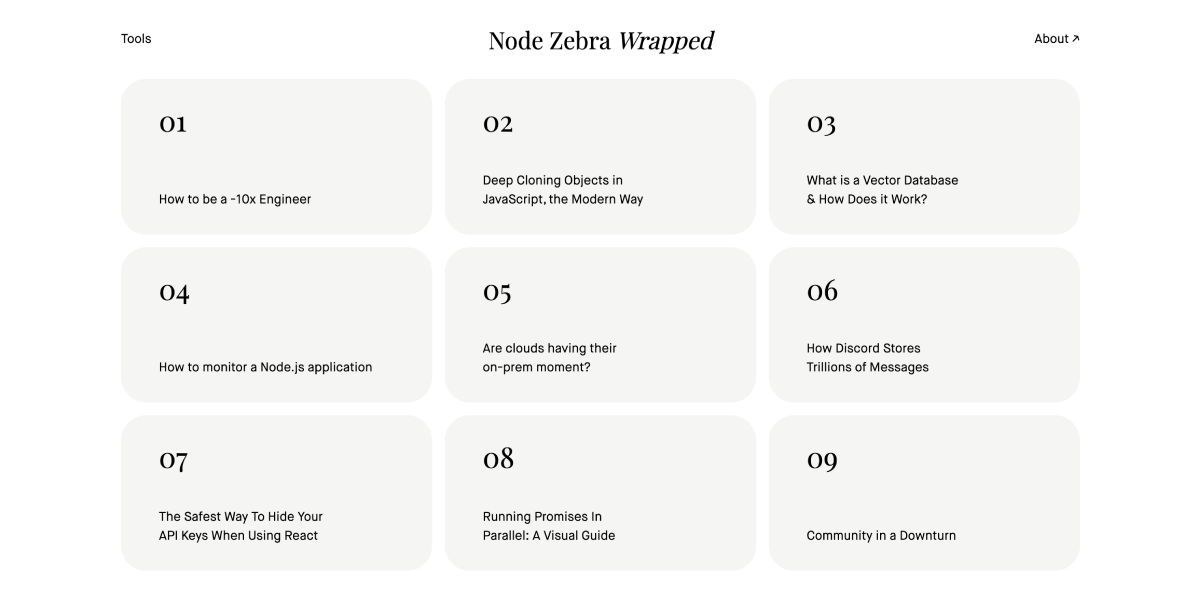 Tools
Node Zebra Wrapped
About ↗
01
How to be a -10x Engineer
02
Deep Cloning Objects in
JavaScript, the Modern Way
03
What is a Vector Database
& How Does it Work?
04
How to monitor a Node.js application
05
Are clouds having their
on-prem moment?
06
How Discord Stores
Trillions of Messages
07
The Safest Way To Hide Your
API Keys When Using React
08
Running Promises In
Parallel: A Visual Guide
09
Community in a Downturn